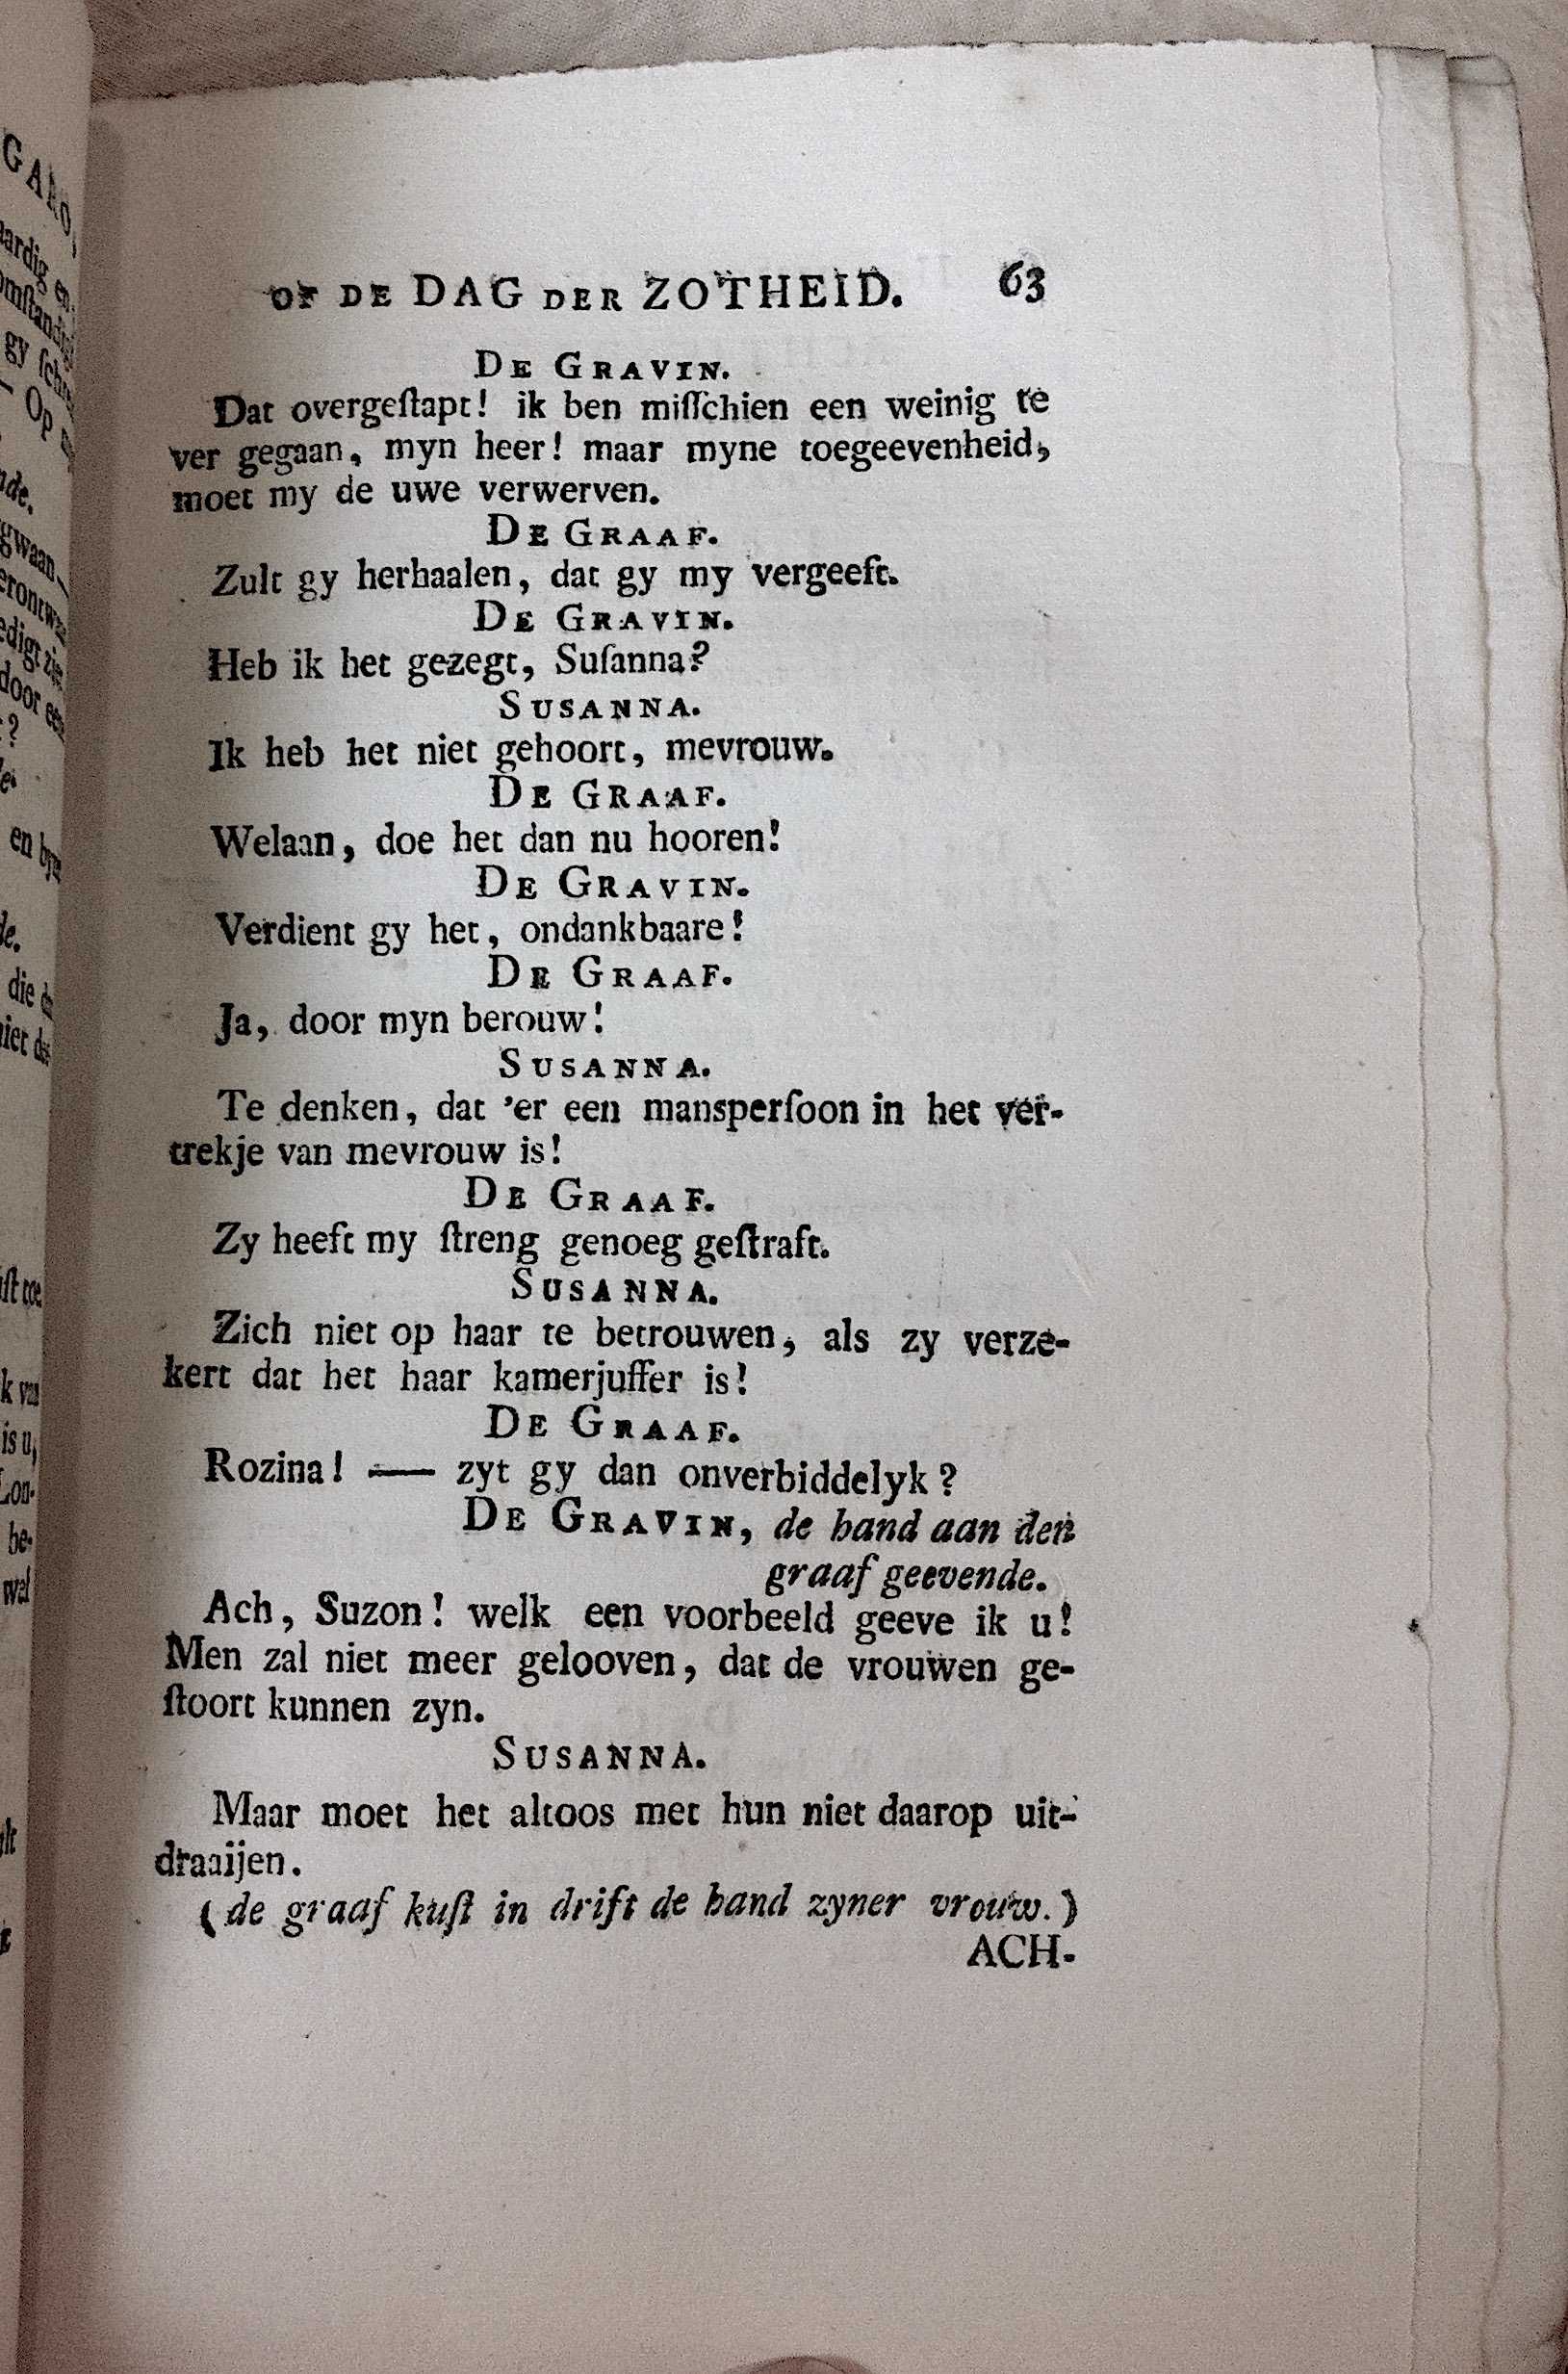 OF DE DAG DER ZOTHEID. 63
DE GRAVIN.
Dat overgeſtapt! ik ben miſſchien een weinig te
ver gegaan, myn heer! maar myne toegeevenheid,
moet my de uwe verwerven.
DE GRAAF.
Zult gy herhaalen, dat gy my vergeeft.
DE GRAVIN.
Heb ik het gezegt, Suſanna?
SUSANNA.
Ik heb het niet gehoort, mevrouw.
DE GRAAF.
Welaan, doe het dan nu hooren!
DE GRAVIN.
Verdient gy het, ondankbaare!
DE GRAAF.
Ja, door myn berouw!
SUSANNA.
Te denken, dat 'er een mansperſoon in het ver-
trekje van mevrouw is!
DE GRAAF.
Zy heeft my ſtreng genoeg geſtraft.
SUSANNA.
Zich niet op haar te betrouwen, als zy verze-
kert dat het haar kamerjuffer is!
DE GRAAF.
Rozina! — zyt gy dan onverbiddelyk?
DE GRAVIN, de hand aan den
graaf geevende.
Ach, Suzon! welk een voorbeeld geeve ik u!
Men zal niet meer gelooven, dat de vrouwen ge-
ſtoort kunnen zyn.
SUSANNA.
Maar moet het altoos met hun niet daarop uit-
draaijen.
(de graaf kuſt in drift de hand zyner vrouw.)
ACH-